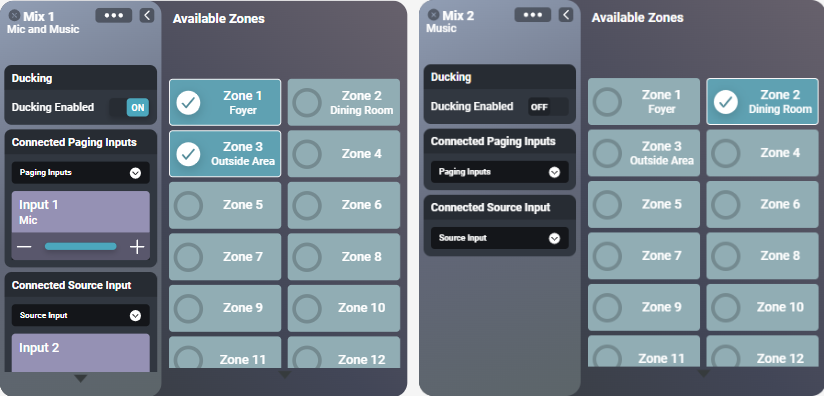 Mix 1
Mic and Music
Ducking
Ducking Enabled ON
Connected Paging Inputs
Paging Inputs
Input 1
Mic
Connected Source Input
Source Input
Input 2
Available Zones
Zone 1
Foyer
Zone 2
Dining Room
Zone 3
Outside Area
Zone 4
Zone 5
Zone 6
Zone 7
Zone 8
Zone 9
Zone 10
Zone 11
Zone 12
Mix 2
Music
Ducking
Ducking Enabled OFF
Connected Paging Inputs
Paging Inputs
Connected Source Input
Source Input
Available Zones
Zone 1
Foyer
Zone 2
Dining Room
Zone 3
Outside Area
Zone 4
Zone 5
Zone 6
Zone 7
Zone 8
Zone 9
Zone 10
Zone 11
Zone 12